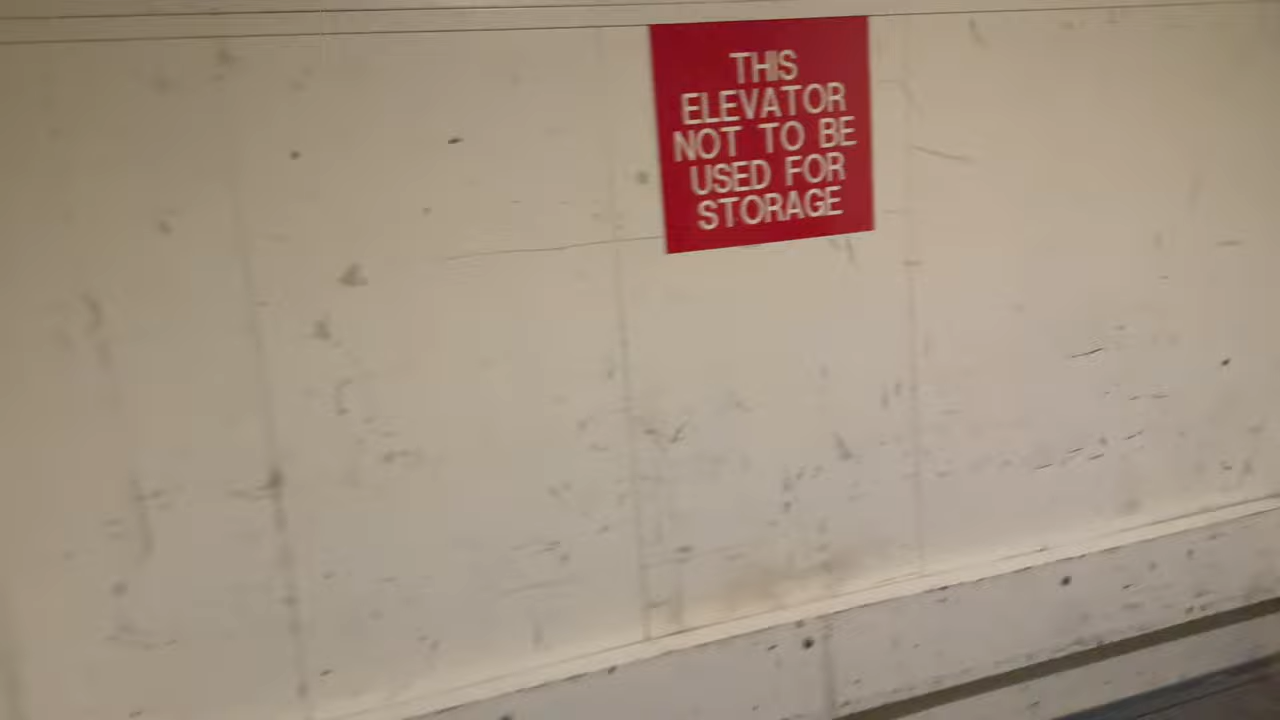 THIS
ELEVATOR
NOT TO BE
USED FOR
STORAGE